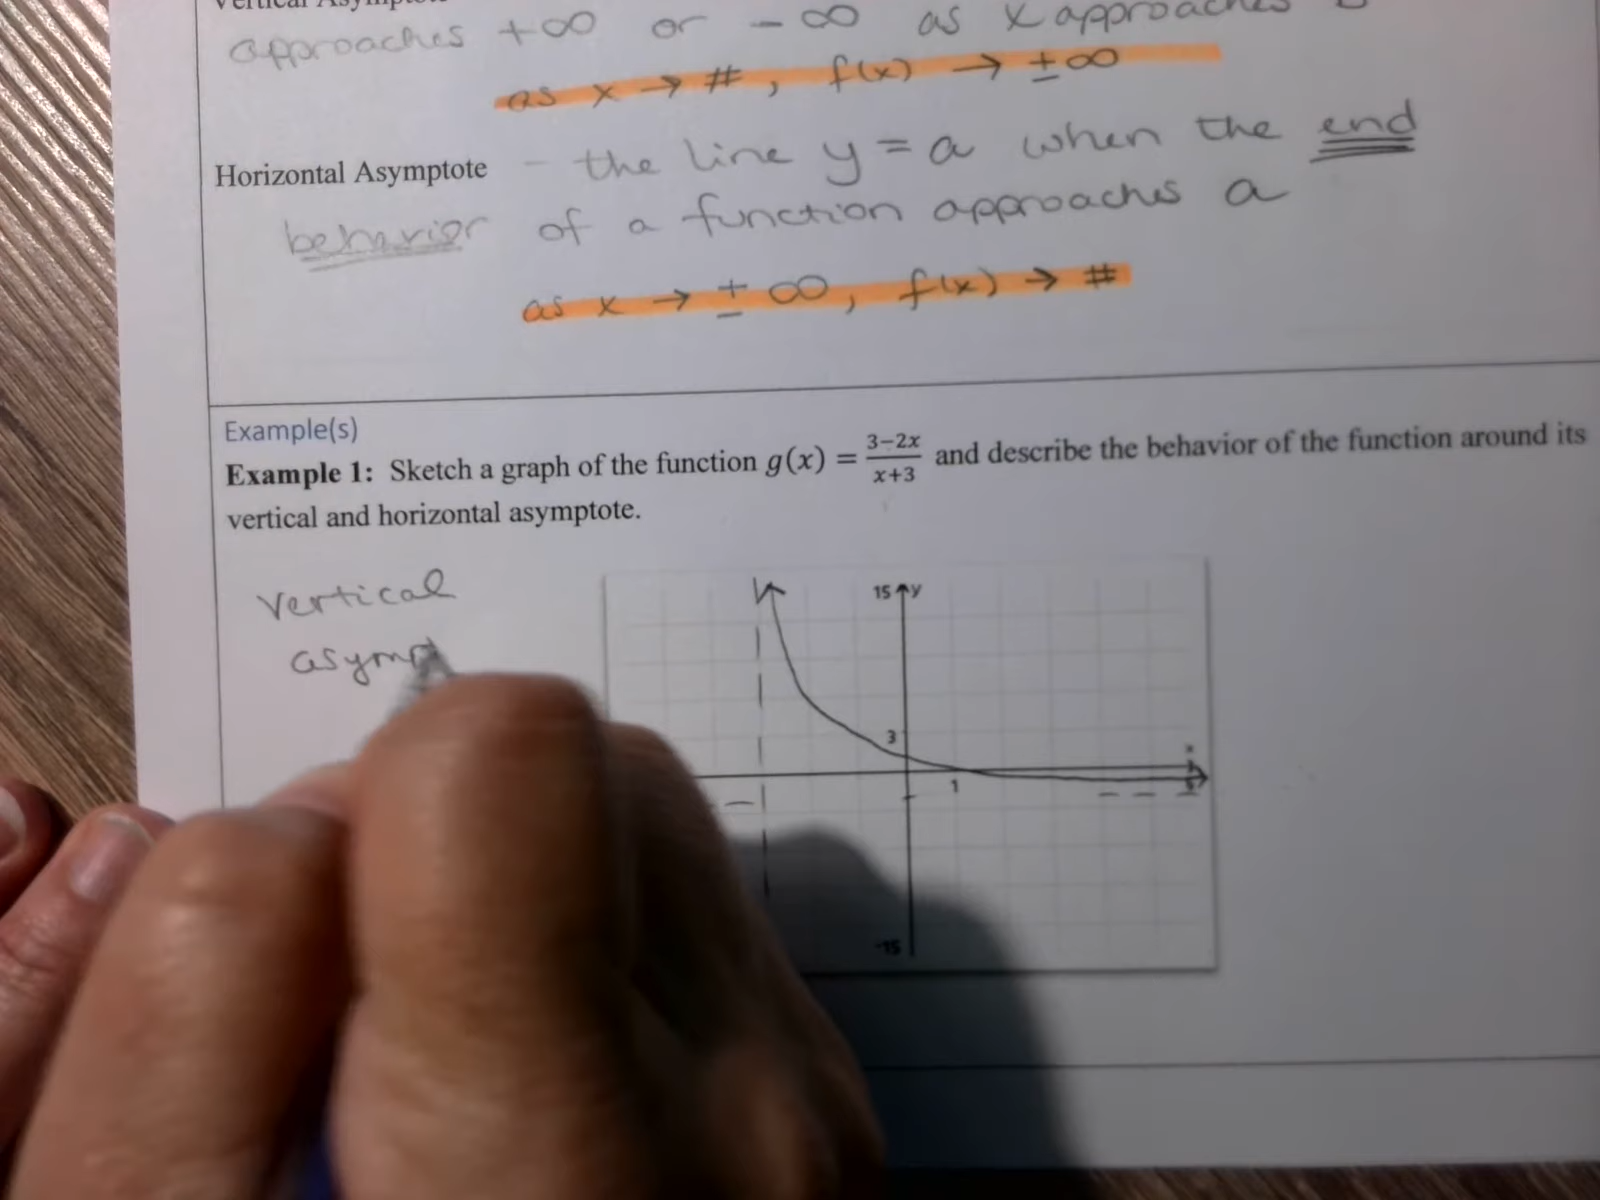 approaches +∞ or -∞ as x approaches
as x → #, f(x) → ±∞
Horizontal Asymptote - the line y = a when the end
behavior of a function approaches a
as x → ±∞, f(x) → #
Example(s)
Example 1: Sketch a graph of the function g(x) = 3−2x / x+3 and describe the behavior of the function around its
vertical and horizontal asymptote.
vertical
asymp
15 y
3
x
1
-15